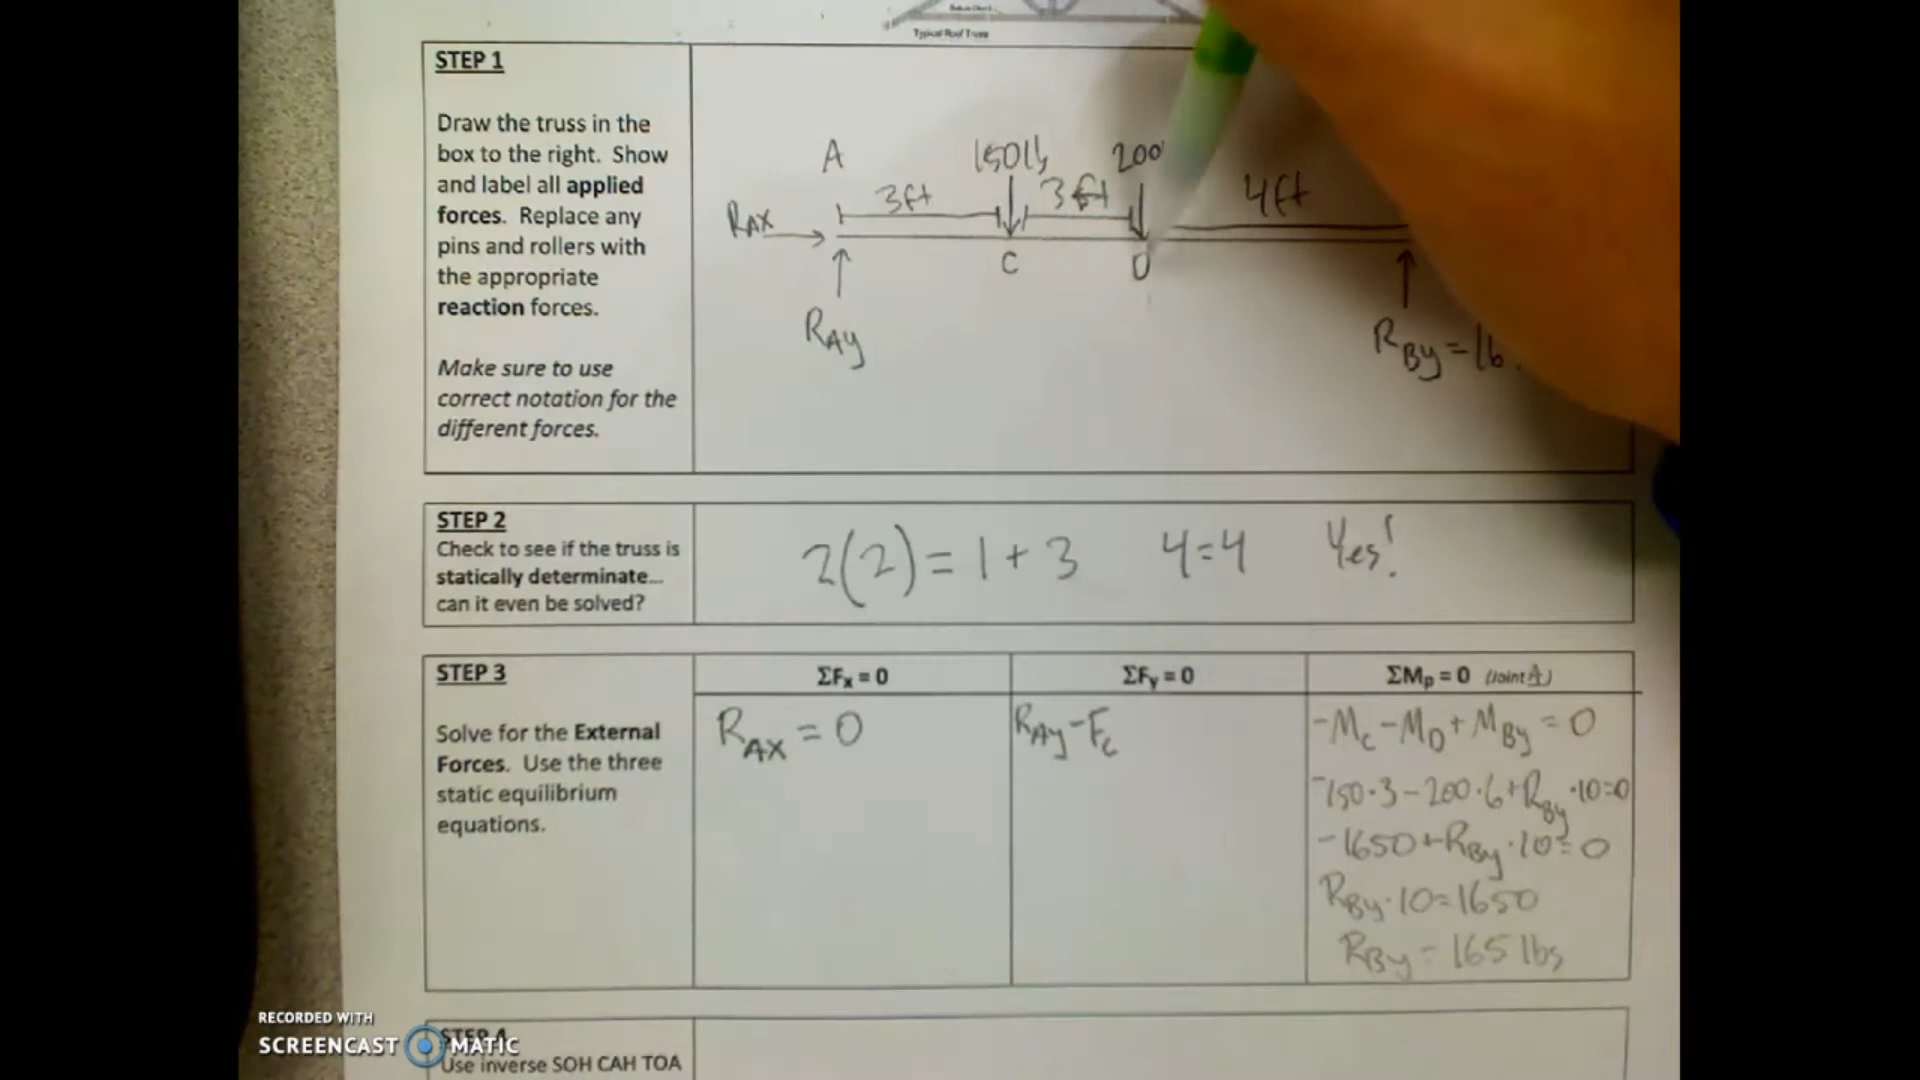 Typical Roof Truss
STEP 1
Draw the truss in the
box to the right. Show
and label all applied
forces. Replace any
pins and rollers with
the appropriate
reaction forces.
Make sure to use
correct notation for the
different forces.
A
150 lb
200
3ft
3ft
4ft
RAX
C
D
RAy
RBy = 16
STEP 2
Check to see if the truss is
statically determinate...
can it even be solved?
2(2) = 1 + 3 4=4 Yes!
STEP 3
Solve for the External
Forces. Use the three
static equilibrium
equations.
ΣFx = 0
RAX = 0
ΣFy = 0
RAy - Fc
ΣMp = 0 (Joint A)
-Mc - MD + MBy = 0
-150·3 - 200·6 + RBy·10=0
-1650 + RBy·10 = 0
RBy·10 = 1650
RBy = 165 lbs
STEP 4
Use inverse SOH CAH TOA
RECORDED WITH
SCREENCAST MATIC